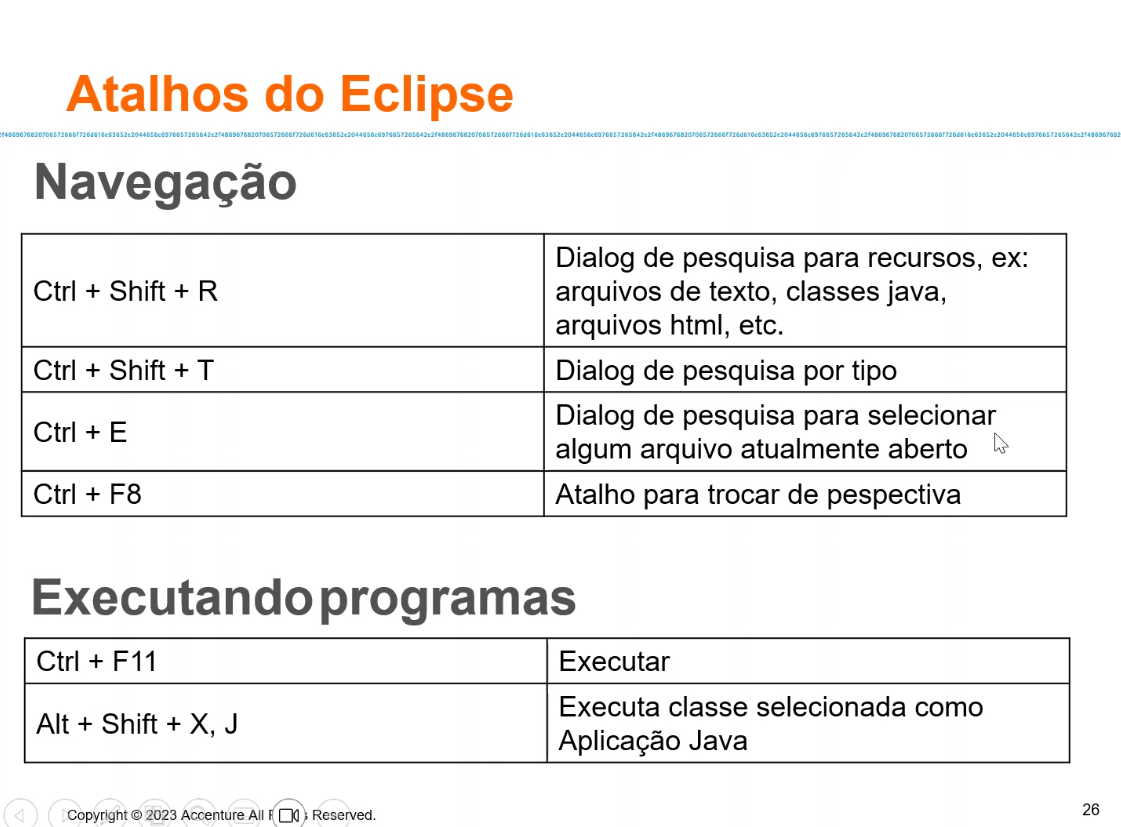 Atalhos do Eclipse
Navegação
Ctrl + Shift + R
Dialog de pesquisa para recursos, ex:
arquivos de texto, classes java,
arquivos html, etc.
Ctrl + Shift + T
Dialog de pesquisa por tipo
Ctrl + E
Dialog de pesquisa para selecionar
algum arquivo atualmente aberto
Ctrl + F8
Atalho para trocar de pespectiva
Executando programas
Ctrl + F11
Executar
Alt + Shift + X, J
Executa classe selecionada como
Aplicação Java
Copyright © 2023 Accenture All Reserved.
26